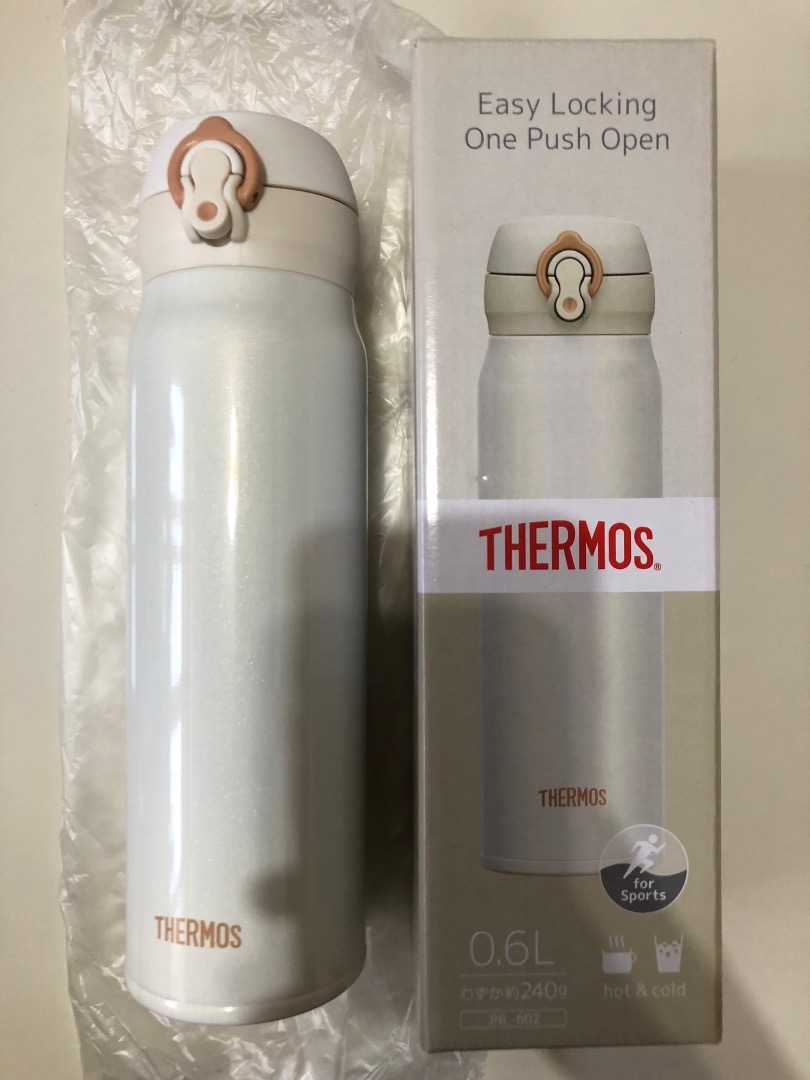 THERMOS
Easy Locking
One Push Open
THERMOS®
THERMOS
for
Sports
0.6L
わずか約240g
JNL-602
hot & cold